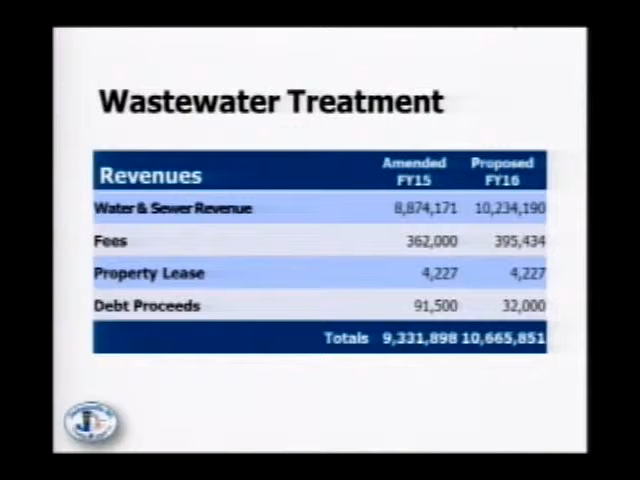 Wastewater Treatment
Revenues Amended FY15 Proposed FY16
Water & Sewer Revenue 8,874,171 10,234,190
Fees 362,000 395,434
Property Lease 4,227 4,227
Debt Proceeds 91,500 32,000
Totals 9,331,898 10,665,851